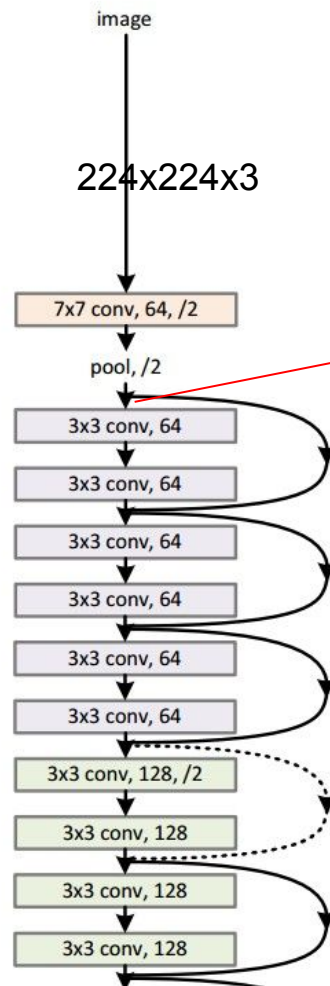 image
224x224x3
7x7 conv, 64, /2
pool, /2
3x3 conv, 64
3x3 conv, 64
3x3 conv, 64
3x3 conv, 64
3x3 conv, 64
3x3 conv, 64
3x3 conv, 128, /2
3x3 conv, 128
3x3 conv, 128
3x3 conv, 128